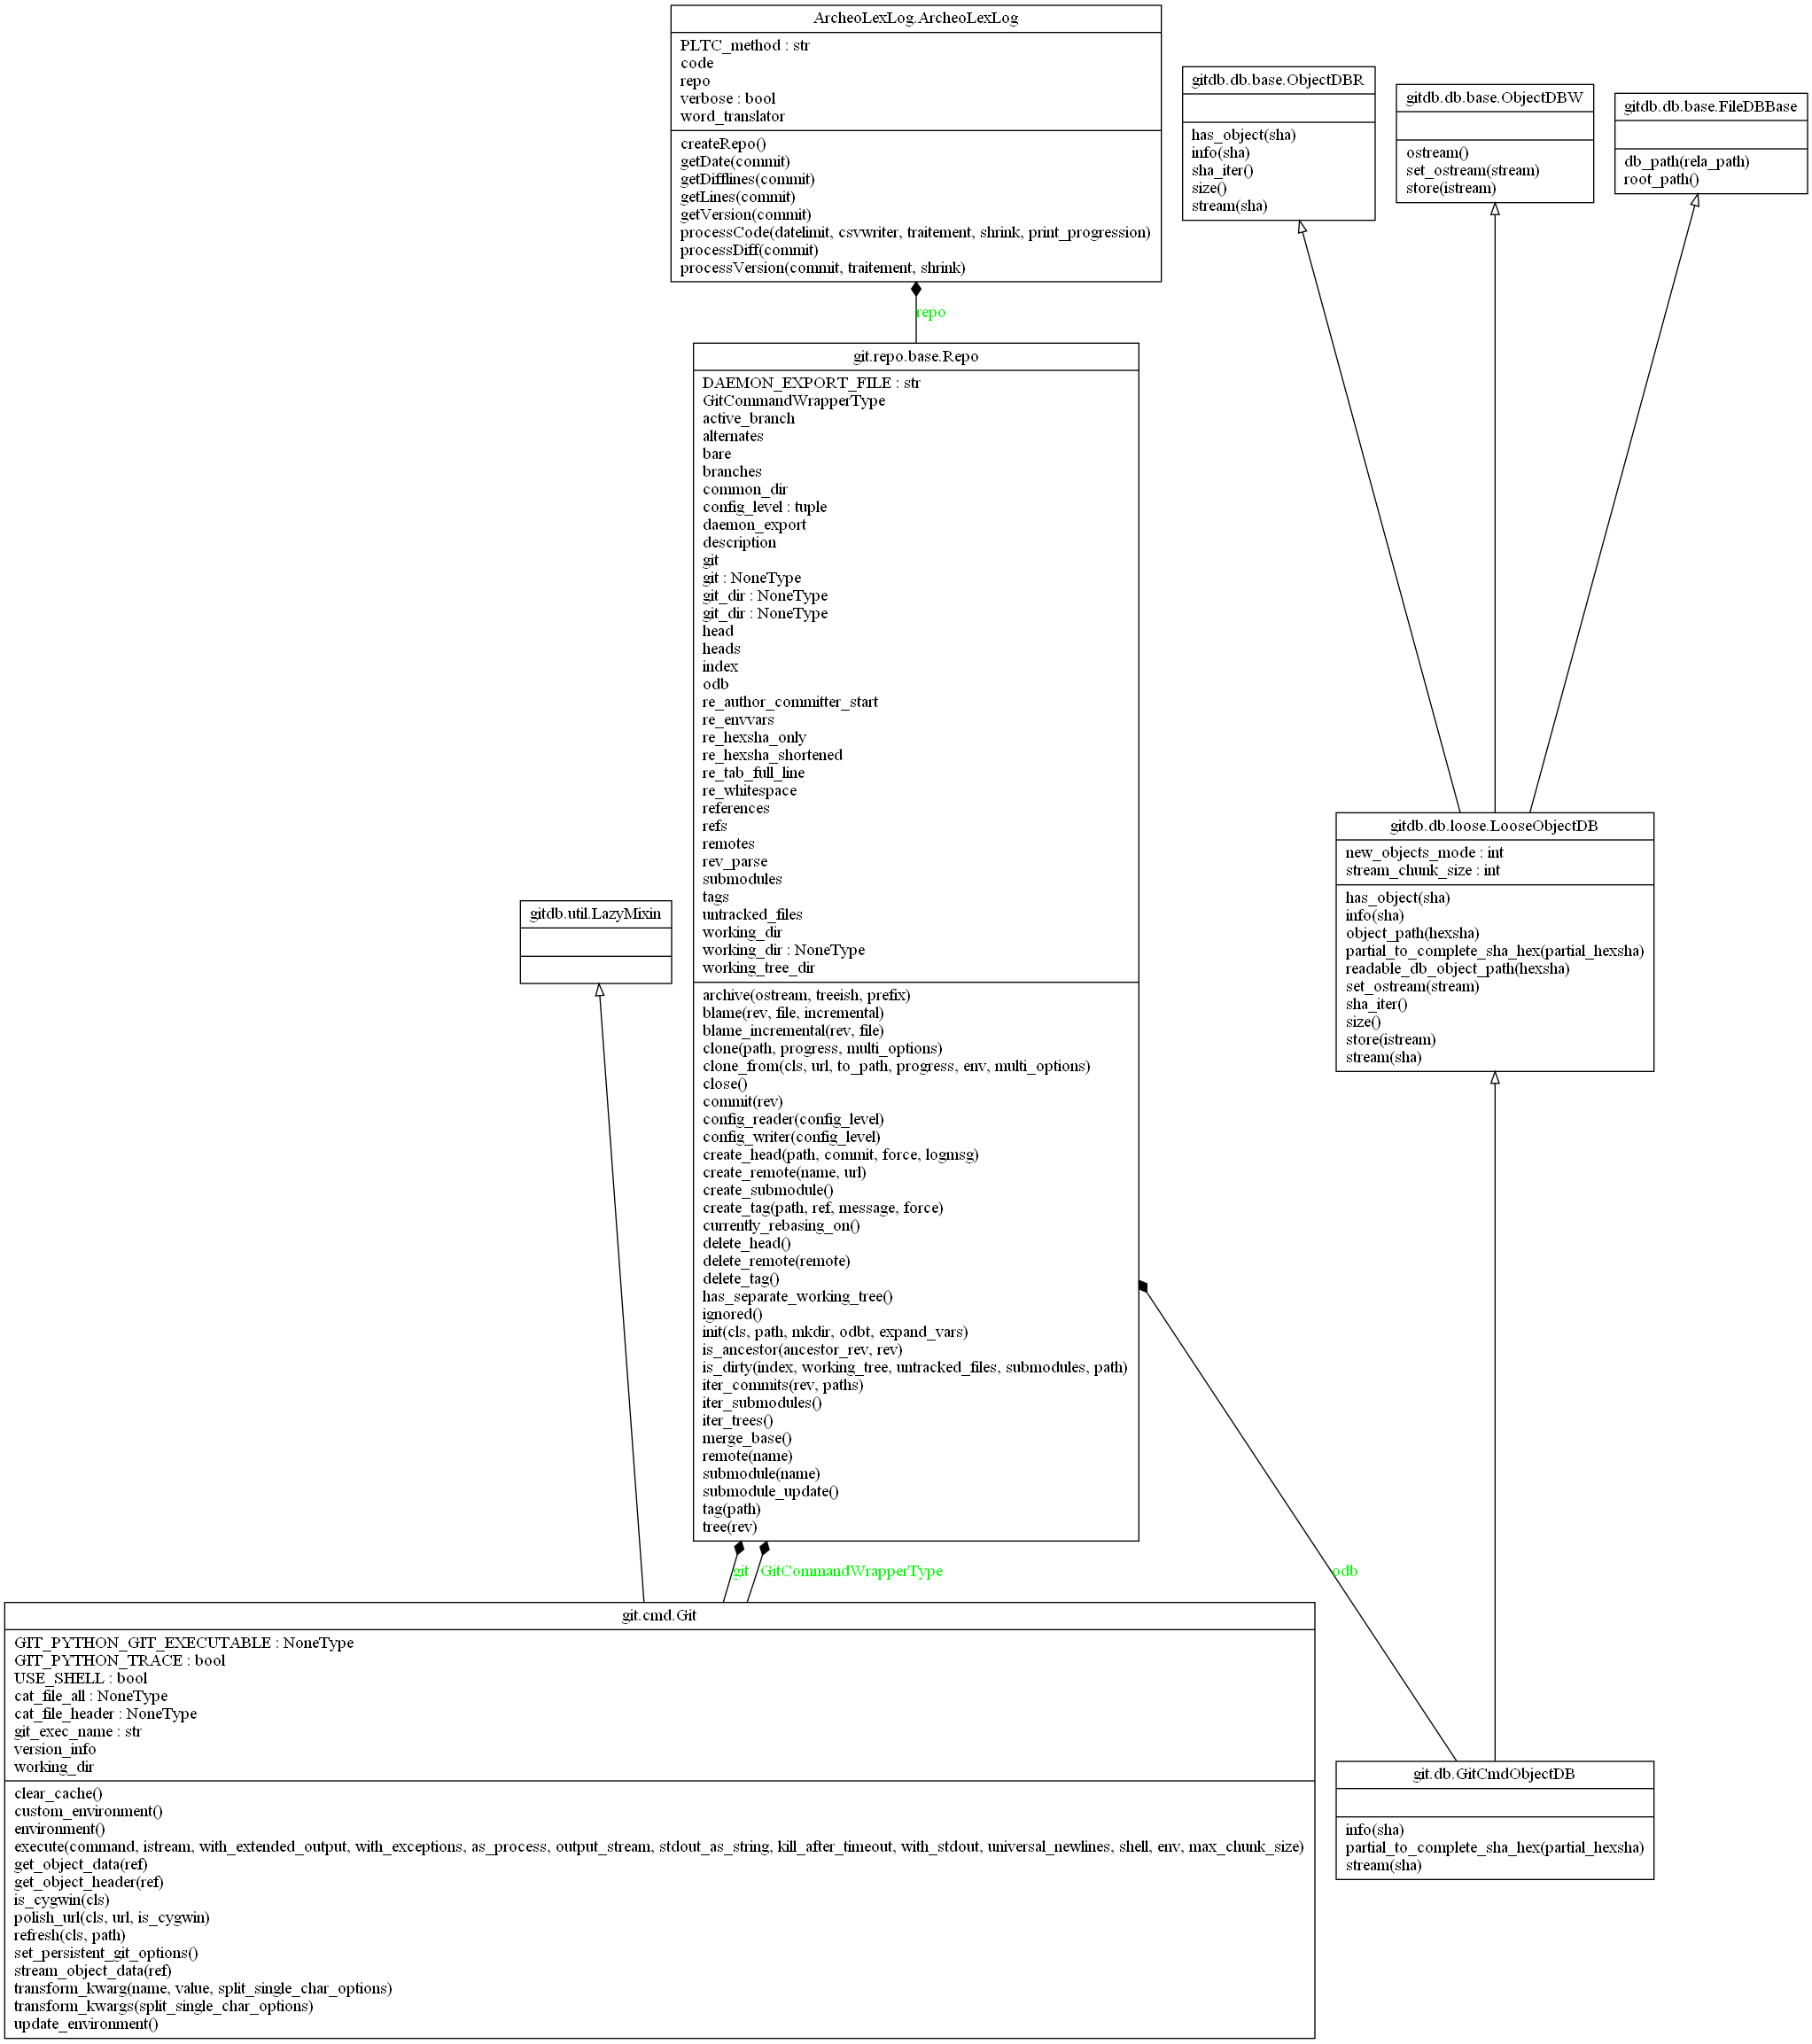 ArcheoLexLog.ArcheoLexLog
PLTC_method : str
code
repo
verbose : bool
word_translator
createRepo()
getDate(commit)
getDifflines(commit)
getLines(commit)
getVersion(commit)
processCode(datelimit, csvwriter, traitement, shrink, print_progression)
processDiff(commit)
processVersion(commit, traitement, shrink)
gitdb.db.base.ObjectDBR
has_object(sha)
info(sha)
sha_iter()
size()
stream(sha)
gitdb.db.base.ObjectDBW
ostream()
set_ostream(stream)
store(istream)
gitdb.db.base.FileDBBase
db_path(rela_path)
root_path()
repo
git.repo.base.Repo
DAEMON_EXPORT_FILE : str
GitCommandWrapperType
active_branch
alternates
bare
branches
common_dir
config_level : tuple
daemon_export
description
git
git : NoneType
git_dir : NoneType
git_dir : NoneType
head
heads
index
odb
re_author_committer_start
re_envvars
re_hexsha_only
re_hexsha_shortened
re_tab_full_line
re_whitespace
references
refs
remotes
rev_parse
submodules
tags
untracked_files
working_dir
working_dir : NoneType
working_tree_dir
archive(ostream, treeish, prefix)
blame(rev, file, incremental)
blame_incremental(rev, file)
clone(path, progress, multi_options)
clone_from(cls, url, to_path, progress, env, multi_options)
close()
commit(rev)
config_reader(config_level)
config_writer(config_level)
create_head(path, commit, force, logmsg)
create_remote(name, url)
create_submodule()
create_tag(path, ref, message, force)
currently_rebasing_on()
delete_head()
delete_remote(remote)
delete_tag()
has_separate_working_tree()
ignored()
init(cls, path, mkdir, odbt, expand_vars)
is_ancestor(ancestor_rev, rev)
is_dirty(index, working_tree, untracked_files, submodules, path)
iter_commits(rev, paths)
iter_submodules()
iter_trees()
merge_base()
remote(name)
submodule(name)
submodule_update()
tag(path)
tree(rev)
gitdb.util.LazyMixin
gitdb.db.loose.LooseObjectDB
new_objects_mode : int
stream_chunk_size : int
has_object(sha)
info(sha)
object_path(hexsha)
partial_to_complete_sha_hex(partial_hexsha)
readable_db_object_path(hexsha)
set_ostream(stream)
sha_iter()
size()
store(istream)
stream(sha)
git
GitCommandWrapperType
odb
git.cmd.Git
GIT_PYTHON_GIT_EXECUTABLE : NoneType
GIT_PYTHON_TRACE : bool
USE_SHELL : bool
cat_file_all : NoneType
cat_file_header : NoneType
git_exec_name : str
version_info
working_dir
clear_cache()
custom_environment()
environment()
execute(command, istream, with_extended_output, with_exceptions, as_process, output_stream, stdout_as_string, kill_after_timeout, with_stdout, universal_newlines, shell, env, max_chunk_size)
get_object_data(ref)
get_object_header(ref)
is_cygwin(cls)
polish_url(cls, url, is_cygwin)
refresh(cls, path)
set_persistent_git_options()
stream_object_data(ref)
transform_kwarg(name, value, split_single_char_options)
transform_kwargs(split_single_char_options)
update_environment()
git.db.GitCmdObjectDB
info(sha)
partial_to_complete_sha_hex(partial_hexsha)
stream(sha)